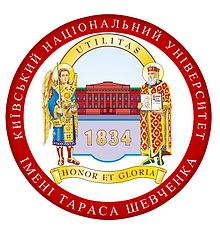 КИЇВСЬКИЙ НАЦІОНАЛЬНИЙ УНІВЕРСИТЕТ
ІМЕНІ ТАРАСА ШЕВЧЕНКА
UTILITAS
1834
HONOR ET GLORIA